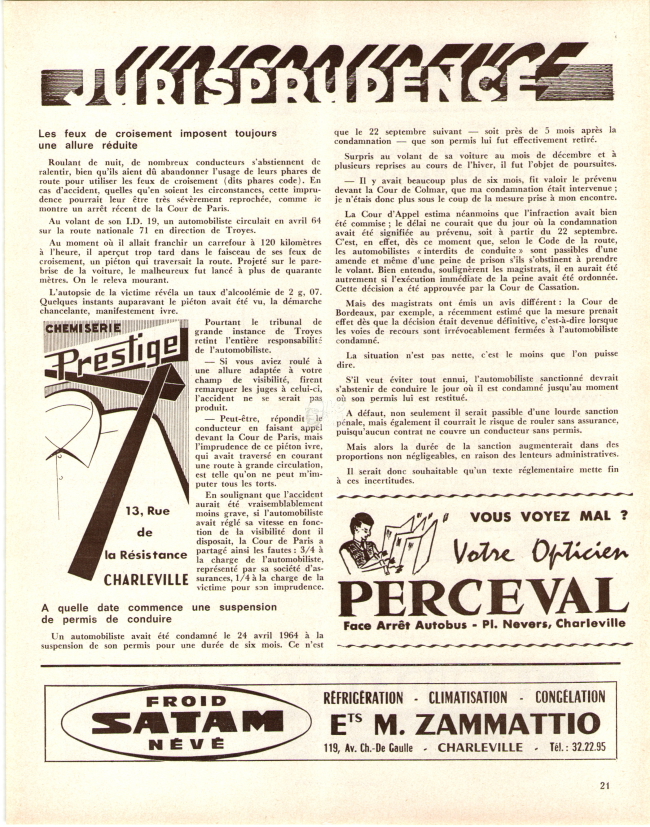 JURISPRUDENCE
Les feux de croisement imposent toujours
une allure réduite
Roulant de nuit, de nombreux conducteurs s'abstiennent de
ralentir, bien qu'ils aient dû abandonner l'usage de leurs phares de
route pour utiliser les feux de croisement (dits phares code). En
cas d'accident, quelles qu'en soient les circonstances, cette impru-
dence pourrait leur être très sévèrement reprochée, comme le
montre un arrêt récent de la Cour de Paris.
Au volant de son I.D. 19, un automobiliste circulait en avril 64
sur la route nationale 71 en direction de Troyes.
Au moment où il allait franchir un carrefour à 120 kilomètres
à l'heure, il aperçut trop tard dans le faisceau de ses feux de
croisement, un piéton qui traversait la route. Projeté sur le pare-
brise de la voiture, le malheureux fut lancé à plus de quarante
mètres. On le releva mourant.
L'autopsie de la victime révéla un taux d'alcoolémie de 2 g, 07.
Quelques instants auparavant le piéton avait été vu, la démarche
chancelante, manifestement ivre.
CHEMISERIE
Prestige
13, Rue
de
la Résistance
CHARLEVILLE
Pourtant le tribunal de
grande instance de Troyes
retint l'entière responsabilité
de l'automobiliste.
— Si vous aviez roulé à
une allure adaptée à votre
champ de visibilité, firent
remarquer les juges à celui-ci,
l'accident ne se serait pas
produit.
— Peut-être, répondit le
conducteur en faisant appel
devant la Cour de Paris, mais
l'imprudence de ce piéton ivre,
qui avait traversé en courant
une route à grande circulation,
est telle qu'on ne peut m'im-
puter tous les torts.
En soulignant que l'accident
aurait été vraisemblablement
moins grave, si l'automobiliste
avait réglé sa vitesse en fonc-
tion de la visibilité dont il
disposait, la Cour de Paris a
partagé ainsi les fautes : 3/4 à
la charge de l'automobiliste,
représenté par sa société d'as-
surances, 1/4 à la charge de la
victime pour son imprudence.
A quelle date commence une suspension
de permis de conduire
Un automobiliste avait été condamné le 24 avril 1964 à la
suspension de son permis pour une durée de six mois. Ce n'est
que le 22 septembre suivant — soit près de 5 mois après la
condamnation — que son permis lui fut effectivement retiré.
Surpris au volant de sa voiture au mois de décembre et à
plusieurs reprises au cours de l'hiver, il fut l'objet de poursuites.
— Il y avait beaucoup plus de six mois, fit valoir le prévenu
devant la Cour de Colmar, que ma condamnation était intervenue ;
je n'étais donc plus sous le coup de la mesure prise à mon encontre.
La Cour d'Appel estima néanmoins que l'infraction avait bien
été commise ; le délai ne courait que du jour où la condamnation
avait été signifiée au prévenu, soit à partir du 22 septembre.
C'est, en effet, dès ce moment que, selon le Code de la route,
les automobilistes « interdits de conduite » sont passibles d'une
amende et même d'une peine de prison s'ils s'obstinent à prendre
le volant. Bien entendu, soulignèrent les magistrats, il en aurait été
autrement si l'exécution immédiate de la peine avait été ordonnée.
Cette décision a été approuvée par la Cour de Cassation.
Mais des magistrats ont émis un avis différent : la Cour de
Bordeaux, par exemple, a récemment estimé que la mesure prenait
effet dès que la décision était devenue définitive, c'est-à-dire lorsque
les voies de recours sont irrévocablement fermées à l'automobiliste
condamné.
La situation n'est pas nette, c'est le moins que l'on puisse
dire.
S'il veut éviter tout ennui, l'automobiliste sanctionné devrait
s'abstenir de conduire le jour où il est condamné jusqu'au moment
où son permis lui est restitué.
A défaut, non seulement il serait passible d'une lourde sanction
pénale, mais également il courrait le risque de rouler sans assurance,
puisqu'aucun contrat ne couvre un conducteur sans permis.
Mais alors la durée de la sanction augmenterait dans des
proportions non négligeables, en raison des lenteurs administratives.
Il serait donc souhaitable qu'un texte réglementaire mette fin
à ces incertitudes.
VOUS VOYEZ MAL ?
Votre Opticien
PERCEVAL
Face Arrêt Autobus - Pl. Nevers, Charleville
FROID
SATAM
NÉVÉ
RÉFRIGÉRATION - CLIMATISATION - CONGÉLATION
ETS M. ZAMMATTIO
119, Av. Ch.-De Gaulle - CHARLEVILLE - Tél. : 32.22.95
21